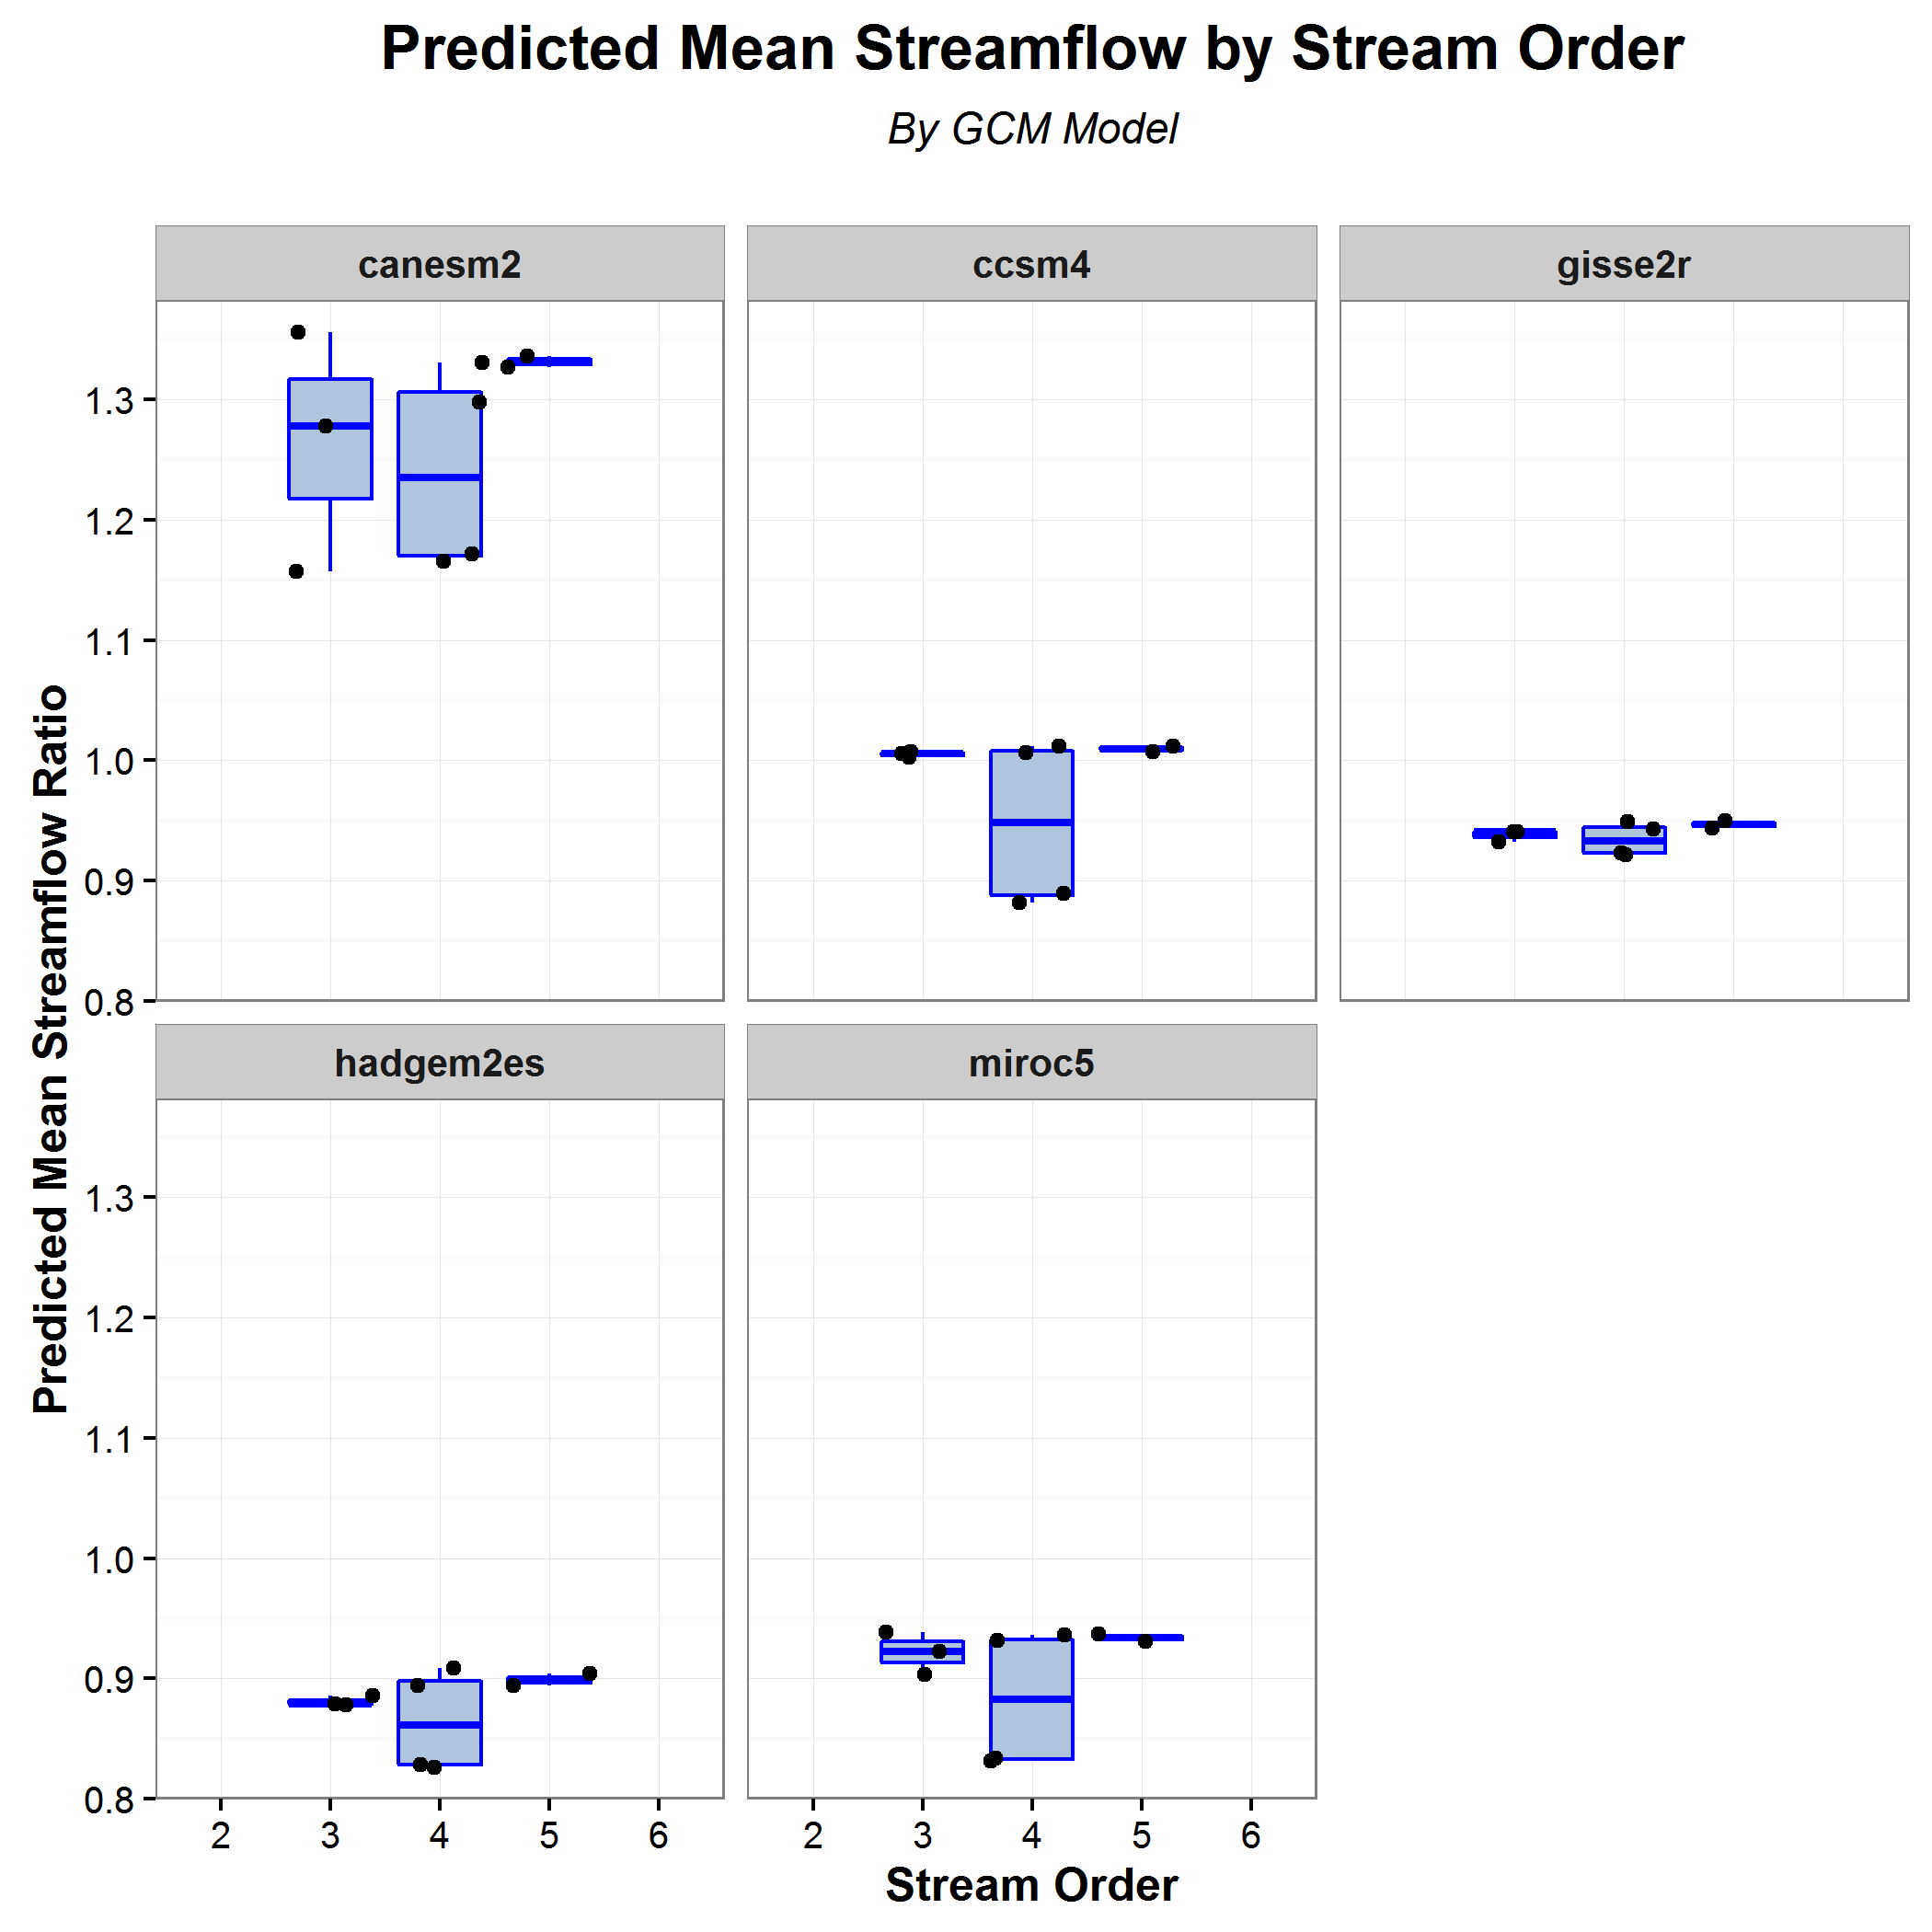 Predicted Mean Streamflow by Stream Order
By GCM Model
canesm2
ccsm4
gisse2r
1.3
1.2
1.1
1.0
0.9
0.8
Predicted Mean Streamflow Ratio
hadgem2es
miroc5
1.3
1.2
1.1
1.0
0.9
0.8
2 3 4 5 6
2 3 4 5 6
Stream Order